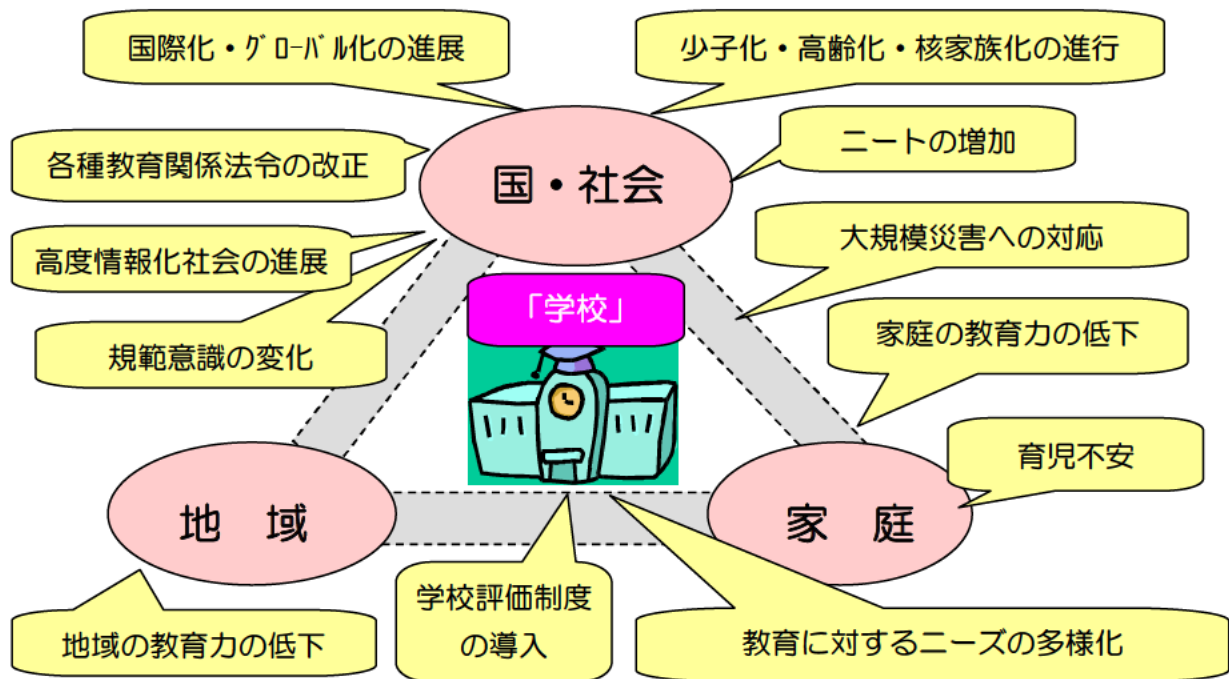 国際化・ｸﾞﾛｰﾊﾞﾙ化の進展
少子化・高齢化・核家族化の進行
各種教育関係法令の改正
ニートの増加
国・社会
高度情報化社会の進展
大規模災害への対応
「学校」
規範意識の変化
家庭の教育力の低下
育児不安
地　域
家　庭
地域の教育力の低下
学校評価制度
の導入
教育に対するニーズの多様化